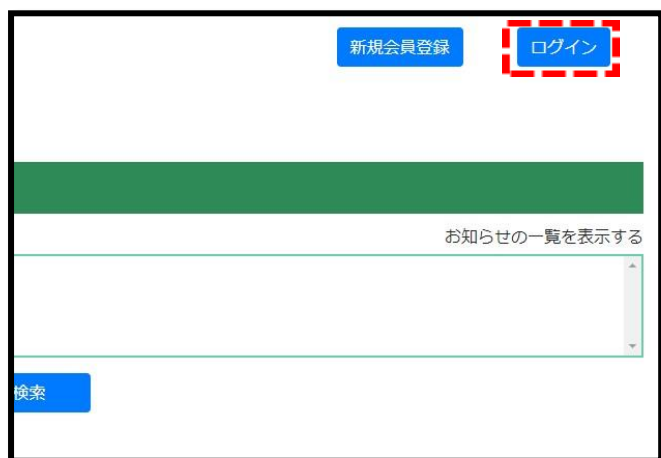 新規会員登録
ログイン
お知らせの一覧を表示する
検索